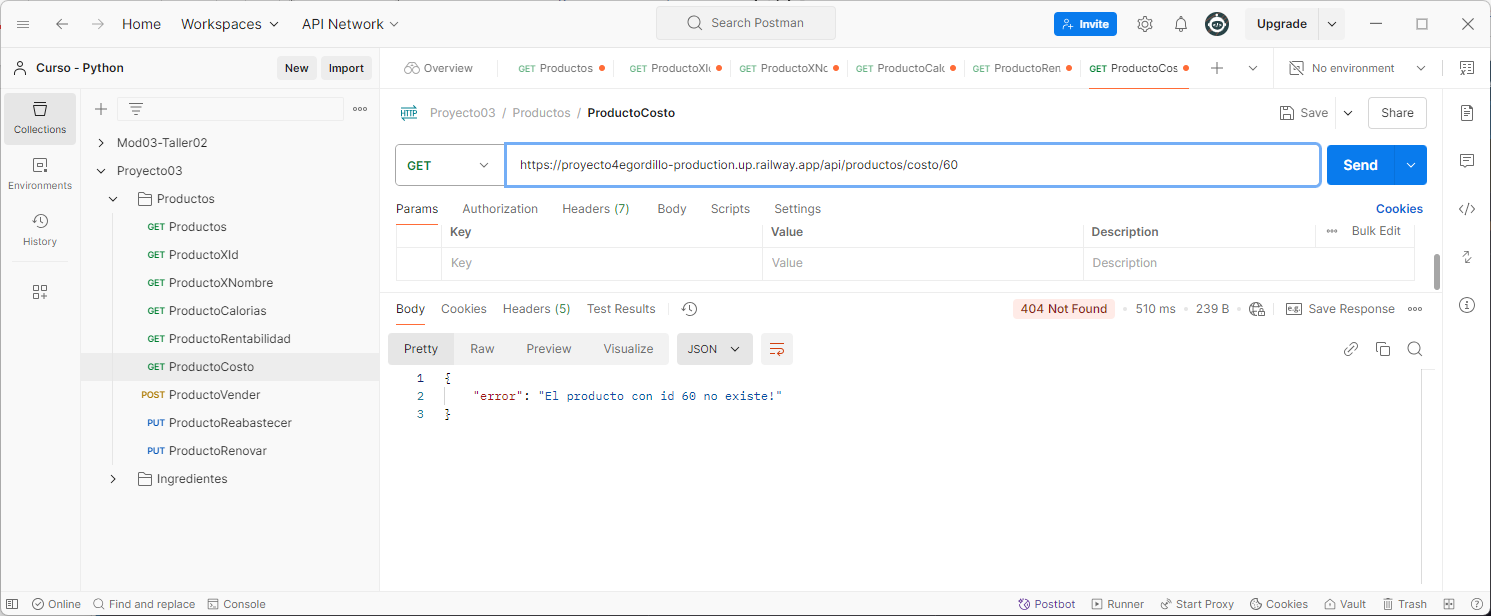 Home Workspaces API Network Search Postman Invite Upgrade
Curso - Python New Import Overview GET Productos GET ProductoXId GET ProductoXNo GET ProductoCalo GET ProductoRen GET ProductoCos No environment
Collections
Environments
History
Mod03-Taller02
Proyecto03
Productos
GET Productos
GET ProductoXId
GET ProductoXNombre
GET ProductoCalorias
GET ProductoRentabilidad
GET ProductoCosto
POST ProductoVender
PUT ProductoReabastecer
PUT ProductoRenovar
Ingredientes
HTTP Proyecto03 / Productos / ProductoCosto Save Share
GET https://proyecto4egordillo-production.up.railway.app/api/productos/costo/60 Send
Params Authorization Headers (7) Body Scripts Settings Cookies
Key Value Description Bulk Edit
Key Value Description
Body Cookies Headers (5) Test Results 404 Not Found 510 ms 239 B e.g. Save Response
Pretty Raw Preview Visualize JSON
1 {
2 "error": "El producto con id 60 no existe!"
3 }
Online Find and replace Console Postbot Runner Start Proxy Cookies Vault Trash